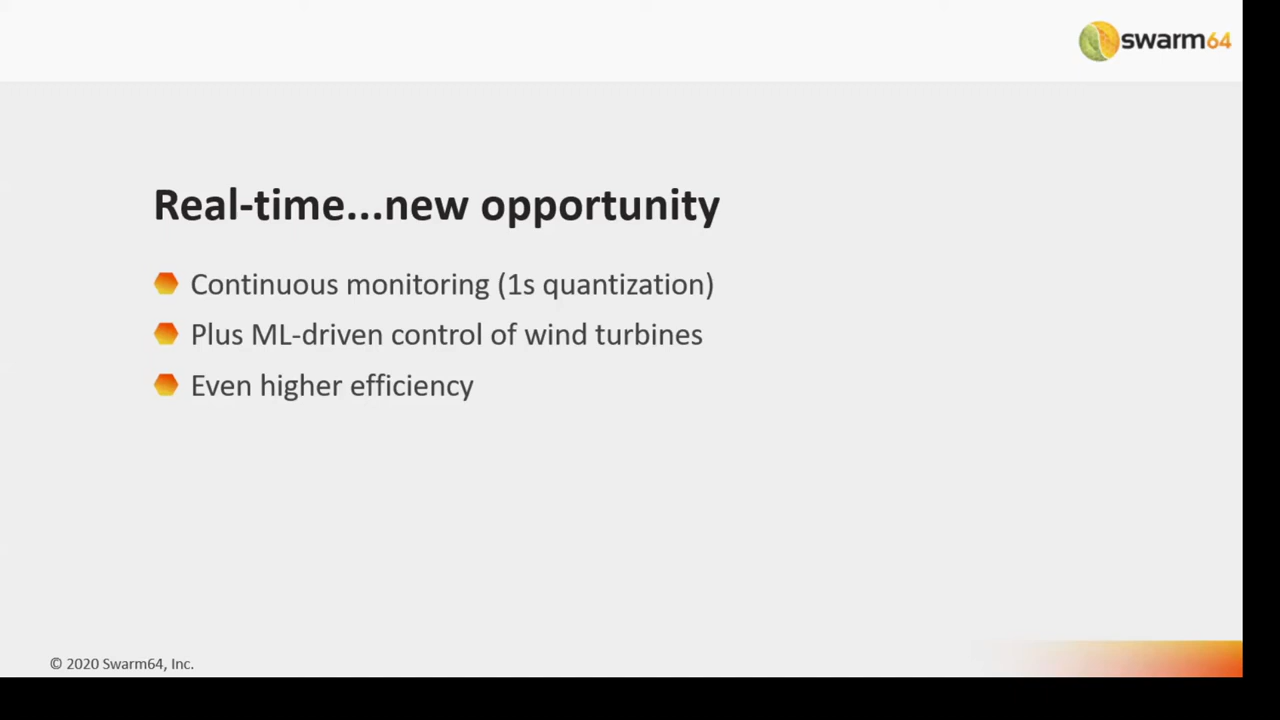 swarm64
Real-time...new opportunity
Continuous monitoring (1s quantization)
Plus ML-driven control of wind turbines
Even higher efficiency
© 2020 Swarm64, Inc.